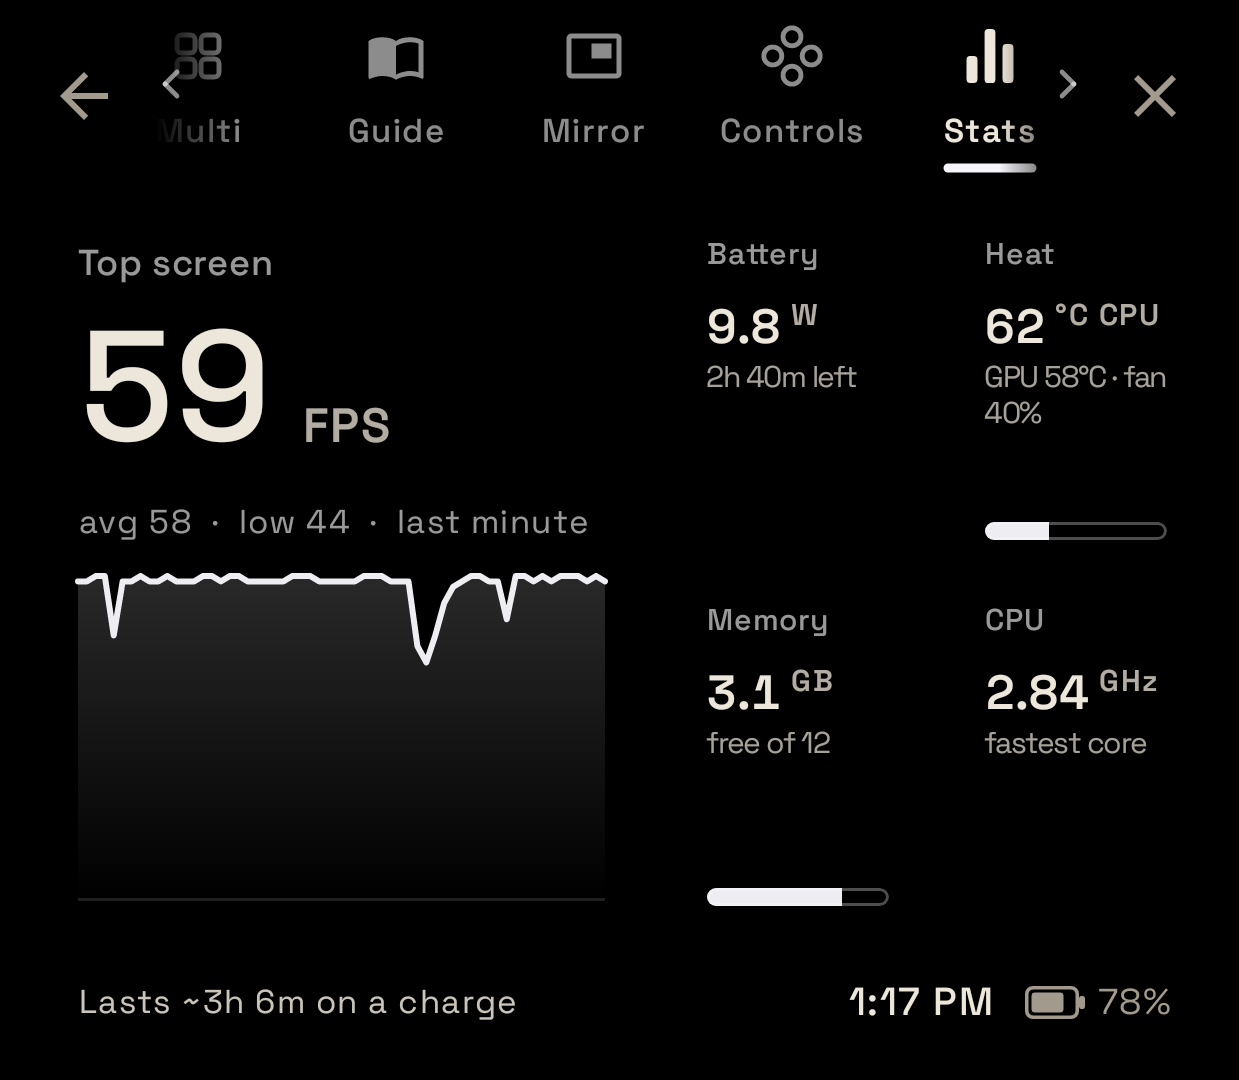 Multi
Guide
Mirror
Controls
Stats
Top screen
59 FPS
avg 58 · low 44 · last minute
Battery
9.8 W
2h 40m left
Heat
62 °C CPU
GPU 58°C · fan
40%
Memory
3.1 GB
free of 12
CPU
2.84 GHz
fastest core
Lasts ~3h 6m on a charge
1:17 PM
78%